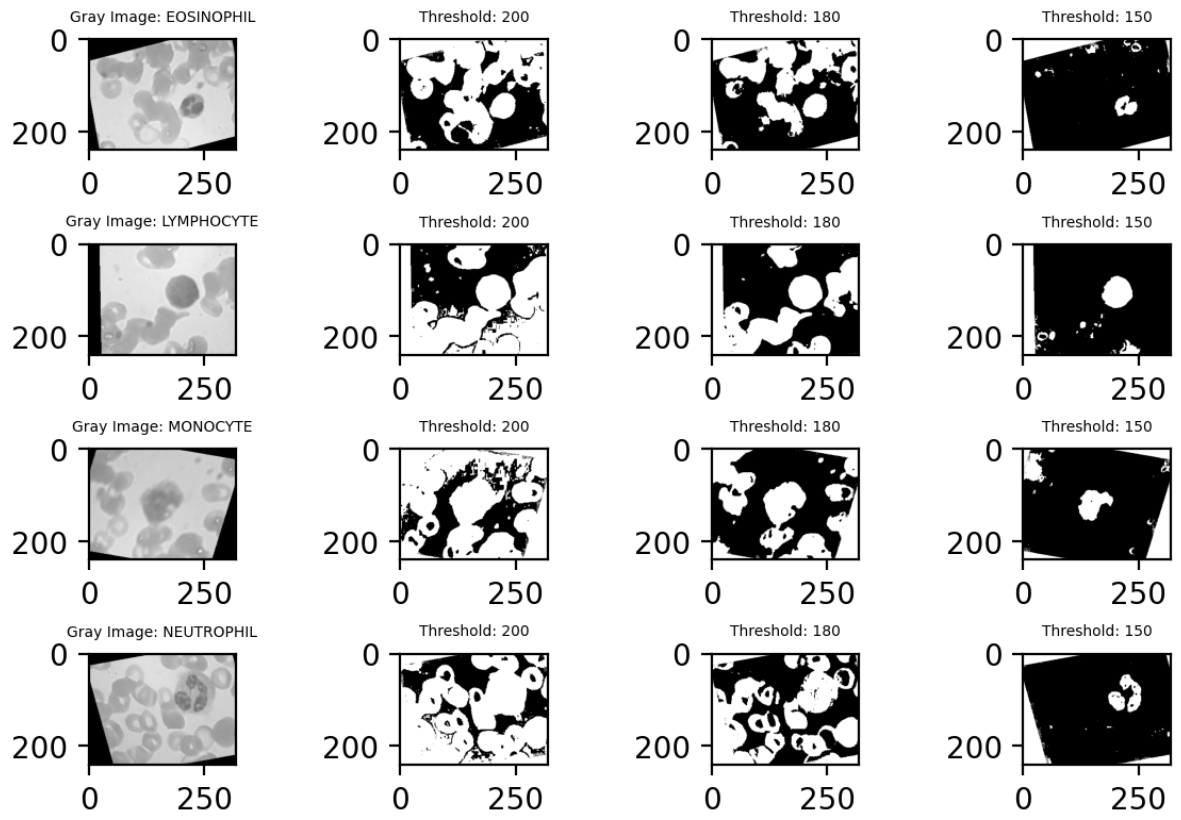 Gray Image: EOSINOPHIL Threshold: 200 Threshold: 180 Threshold: 150
0 0 0 0
200 200 200 200
0 250 0 250 0 250 0 250
Gray Image: LYMPHOCYTE Threshold: 200 Threshold: 180 Threshold: 150
0 0 0 0
200 200 200 200
0 250 0 250 0 250 0 250
Gray Image: MONOCYTE Threshold: 200 Threshold: 180 Threshold: 150
0 0 0 0
200 200 200 200
0 250 0 250 0 250 0 250
Gray Image: NEUTROPHIL Threshold: 200 Threshold: 180 Threshold: 150
0 0 0 0
200 200 200 200
0 250 0 250 0 250 0 250